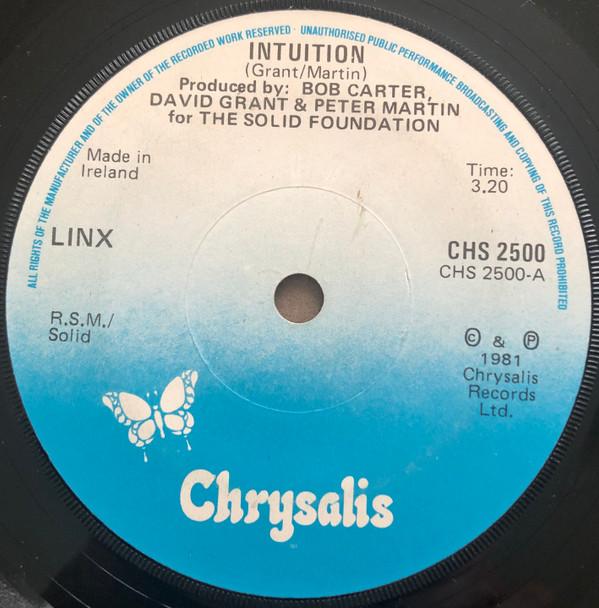 ALL RIGHTS OF THE MANUFACTURER AND OF THE OWNER OF THE RECORDED WORK RESERVED · UNAUTHORISED PUBLIC PERFORMANCE BROADCASTING AND COPYING OF THIS RECORD PROHIBITED
INTUITION
(Grant/Martin)
Produced by: BOB CARTER,
DAVID GRANT & PETER MARTIN
for THE SOLID FOUNDATION
Made in
Ireland
Time:
3.20
LINX
CHS 2500
CHS 2500-A
R.S.M./
Solid
© & ℗
1981
Chrysalis
Records
Ltd.
Chrysalis